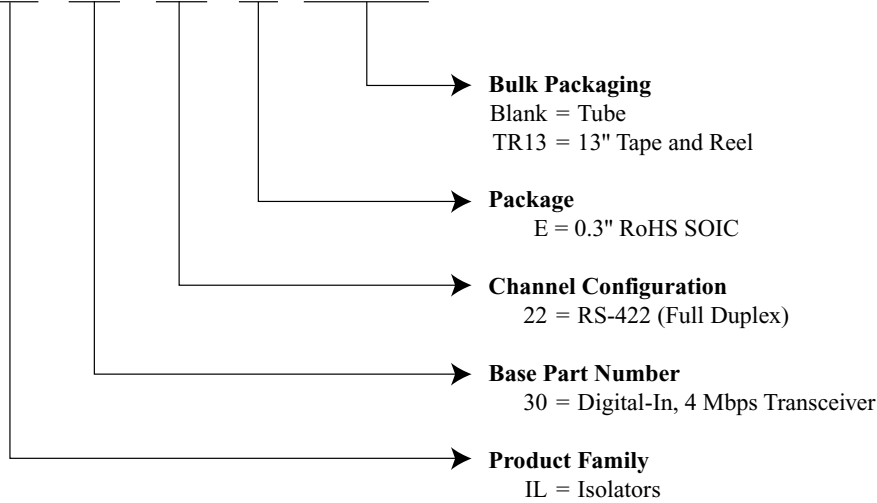 Bulk Packaging
Blank = Tube
TR13 = 13" Tape and Reel
Package
E = 0.3" RoHS SOIC
Channel Configuration
22 = RS-422 (Full Duplex)
Base Part Number
30 = Digital-In, 4 Mbps Transceiver
Product Family
IL = Isolators